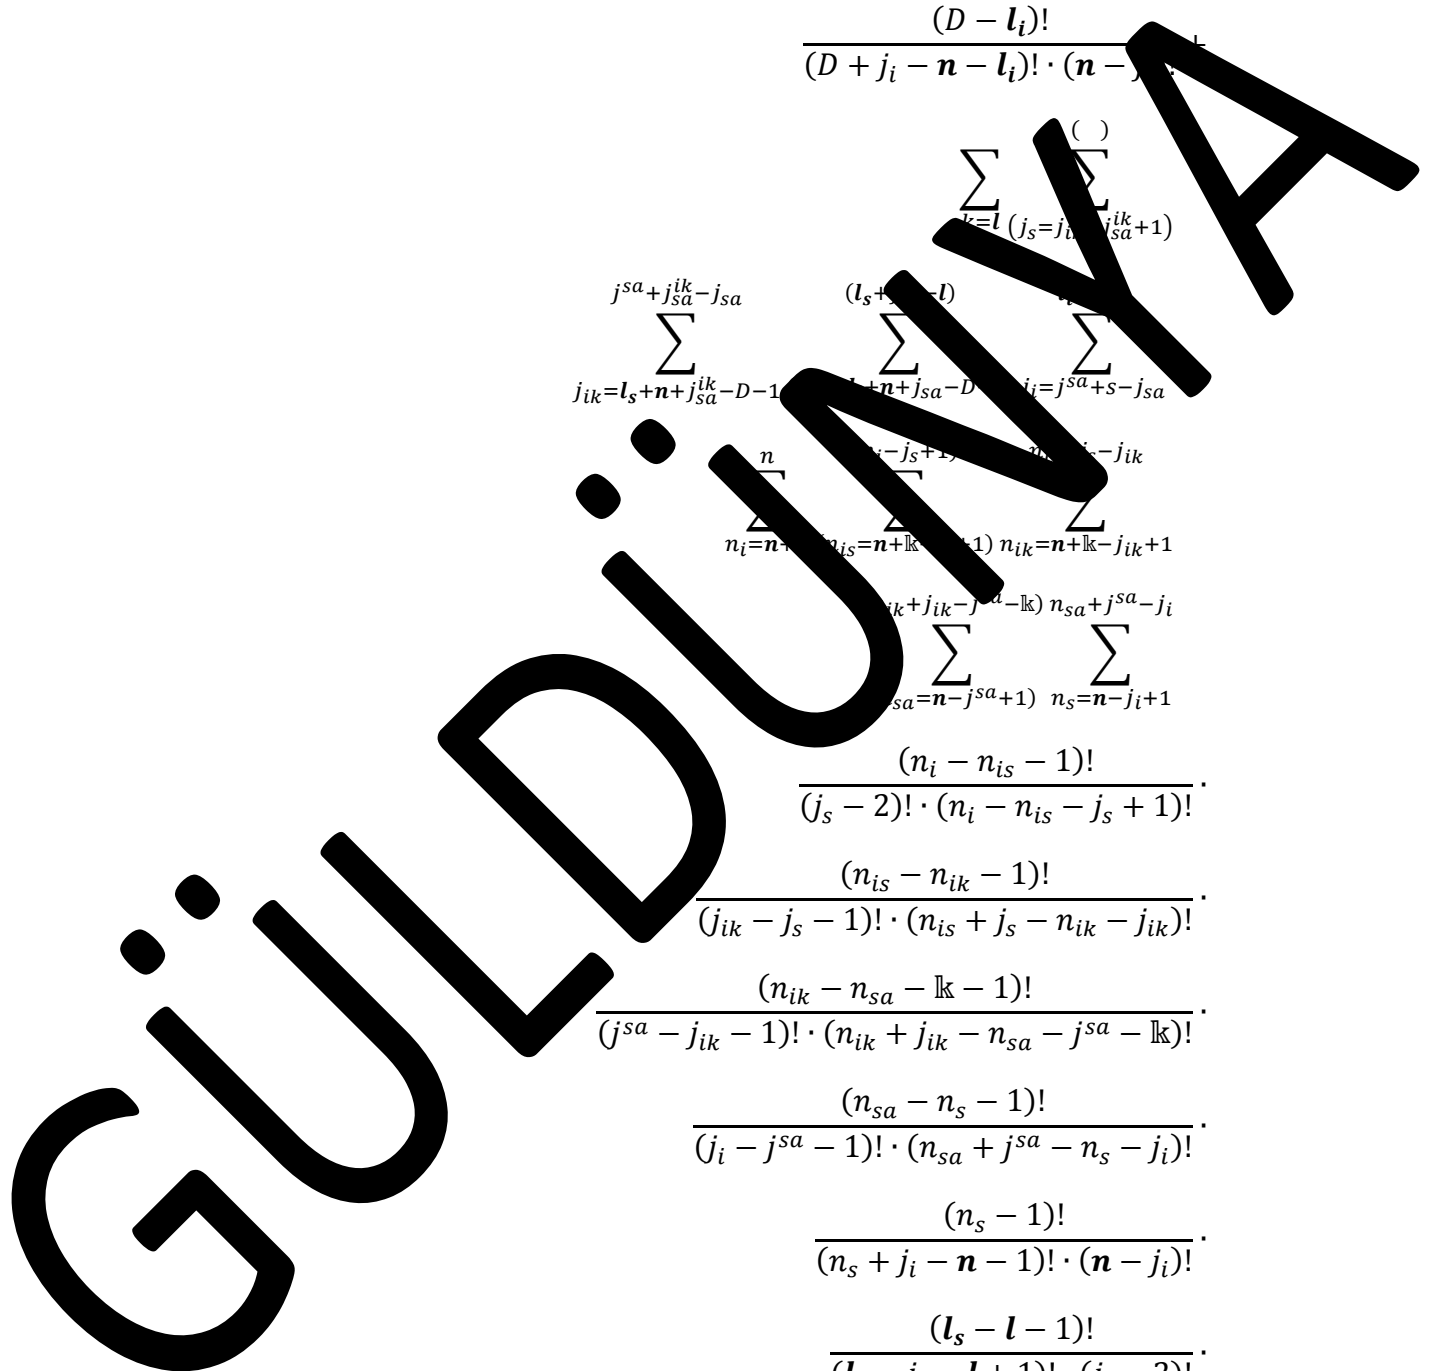 (D − l_i)!
(D + j_i − n − l_i)! · (n −
( )
∑ ∑
k=l (j_s=j_i j_sa^ik+1)
j^sa+j_sa^ik−j_sa (l_s+ −l)
∑ ∑ ∑
j_ik=l_s+n+j_sa^ik−D−1 +n+j_sa−D j_i=j^sa+s−j_sa
n −j_s+1) −j_ik
∑ ∑ ∑
n_i=n+ n_is=n+𝕜 +1) n_ik=n+𝕜−j_ik+1
ik+j_ik−j −𝕜) n_sa+j^sa−j_i
∑ ∑
sa=n−j^sa+1) n_s=n−j_i+1
(n_i − n_is − 1)!
(j_s − 2)! · (n_i − n_is − j_s + 1)! ·
(n_is − n_ik − 1)!
(j_ik − j_s − 1)! · (n_is + j_s − n_ik − j_ik)! ·
(n_ik − n_sa − 𝕜 − 1)!
(j^sa − j_ik − 1)! · (n_ik + j_ik − n_sa − j^sa − 𝕜)! ·
(n_sa − n_s − 1)!
(j_i − j^sa − 1)! · (n_sa + j^sa − n_s − j_i)! ·
(n_s − 1)!
(n_s + j_i − n − 1)! · (n − j_i)! ·
(l_s − l − 1)!
GÜLDÜNYA